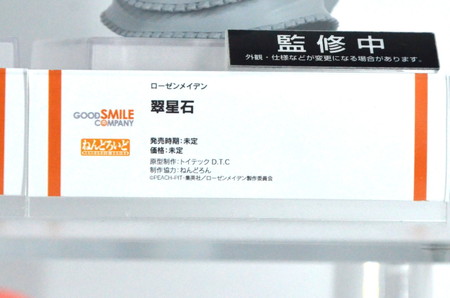 監修中
外観・仕様などが変更になる場合があります。
ローゼンメイデン
翠星石
GOOD SMILE
COMPANY
ねんどろいど
NENDOROID SERIES
発売時期：未定
価格：未定
原型制作：トイテックD.T.C
制作協力：ねんどろん
©PEACH-PIT・集英社／ローゼンメイデン製作委員会